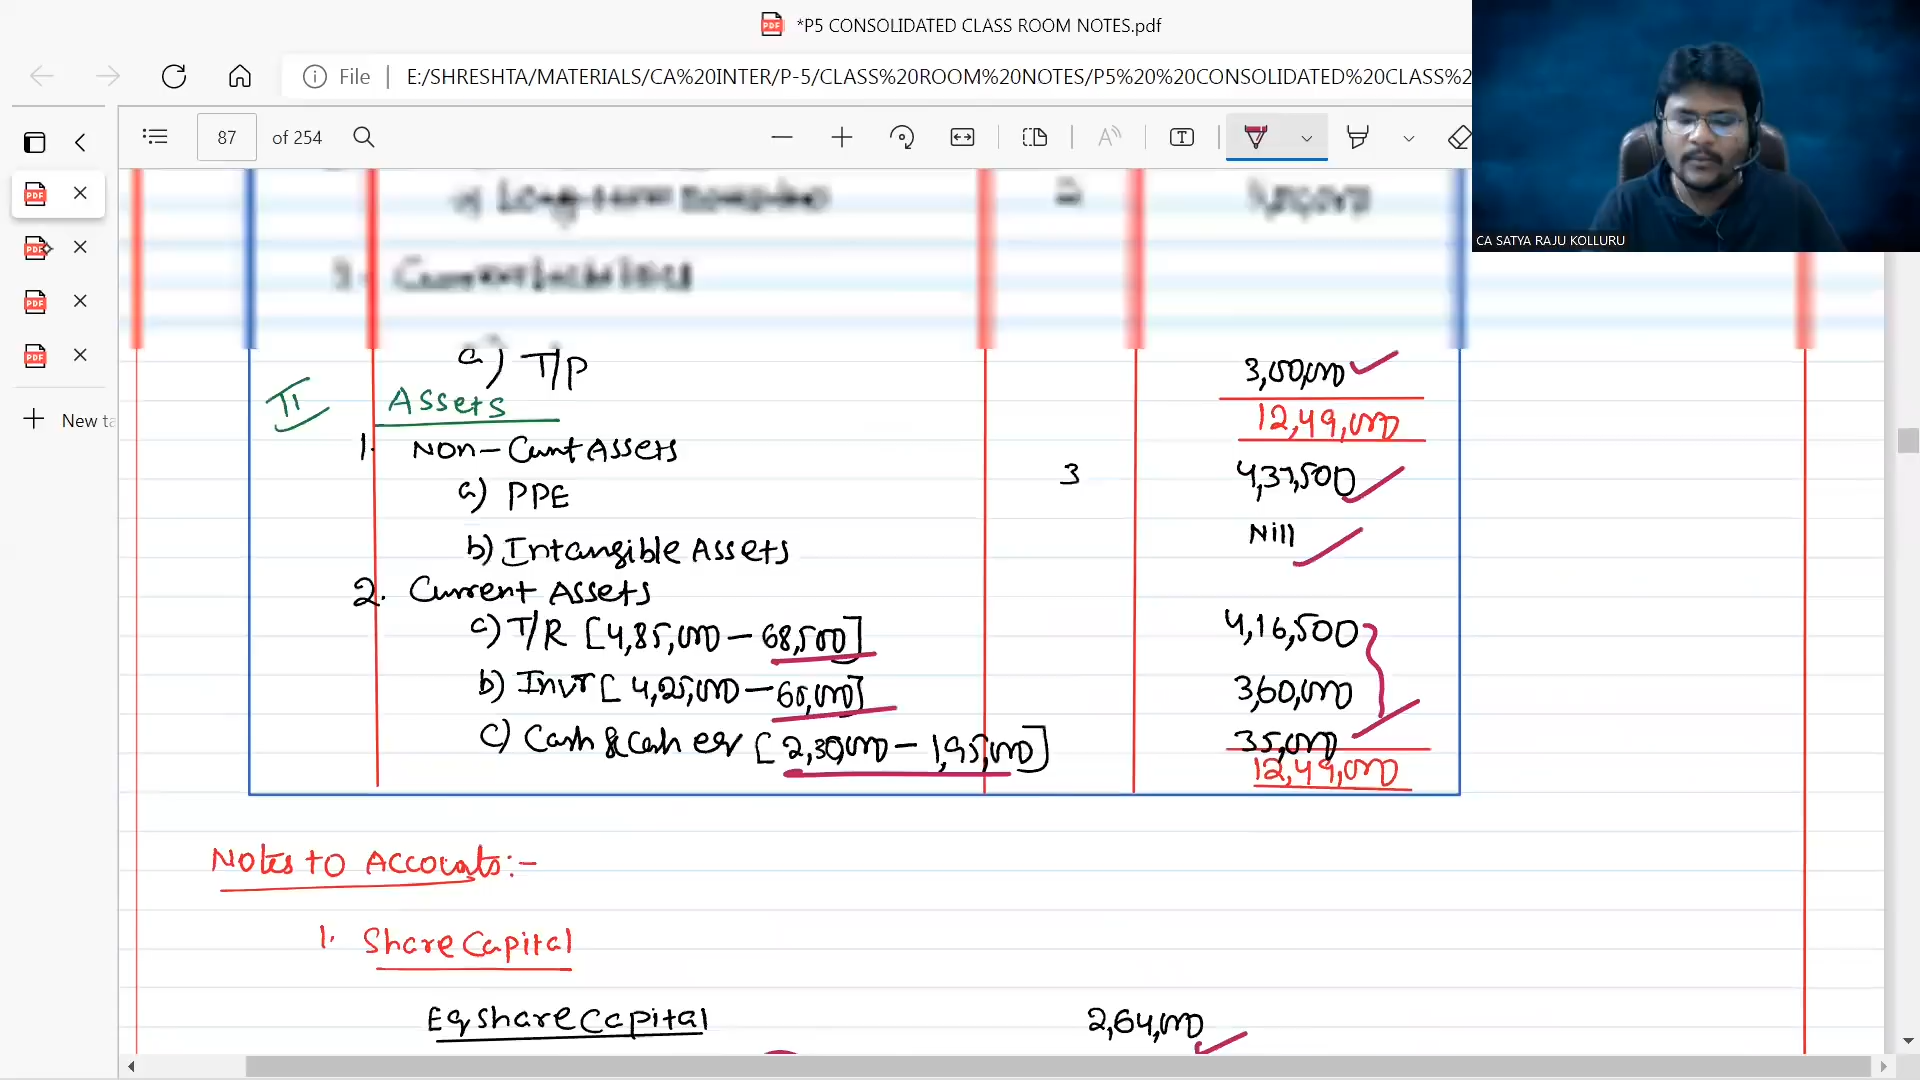 *P5 CONSOLIDATED CLASS ROOM NOTES.pdf
File | E:/SHRESHTA/MATERIALS/CA%20INTER/P-5/CLASS%20ROOM%20NOTES/P5%20%20CONSOLIDATED%20CLASS%2
87 of 254
CA SATYA RAJU KOLLURU
New ta
a) T/P 3,00,000
12,49,000
II Assets
1. Non-Curnt Assets
a) PPE 3 4,37,500
b) Intangible Assets Nill
2. Current Assets
a) T/R [4,85,000 – 68,500] 4,16,500
b) Invt [4,25,000 – 65,000] 3,60,000
c) Cash & cash eq [2,30,000 – 1,95,000] 35,000
12,49,000
Notes to Accounts:-
1. Share Capital
Eq share Capital 2,64,000